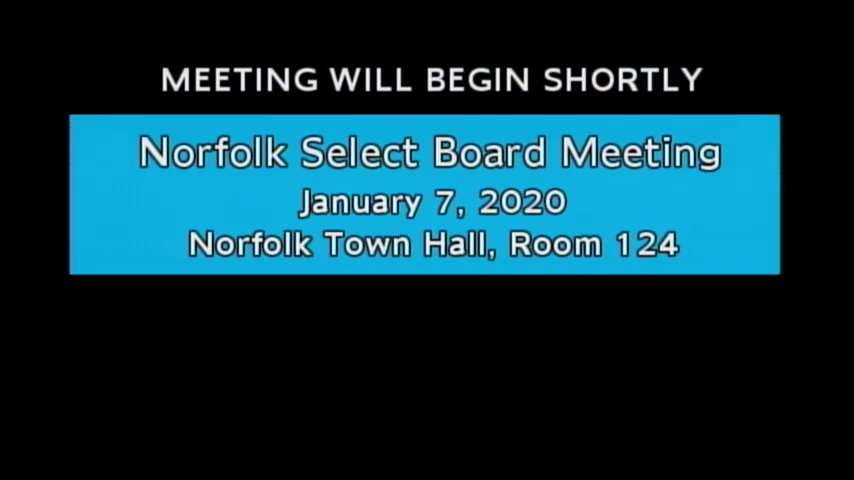 MEETING WILL BEGIN SHORTLY
Norfolk Select Board Meeting
January 7, 2020
Norfolk Town Hall, Room 124